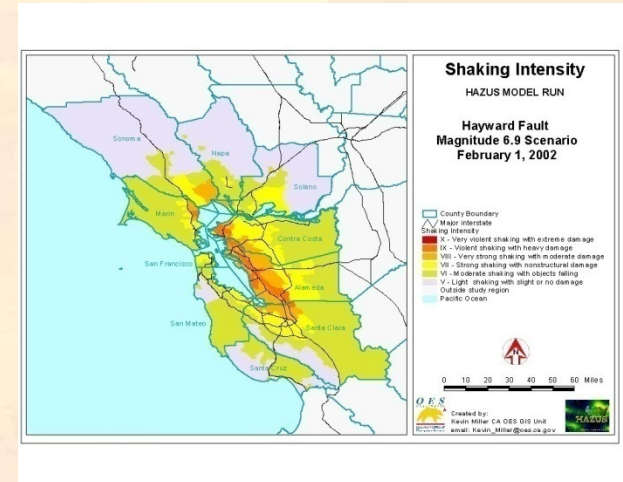 Shaking Intensity
HAZUS MODEL RUN
Hayward Fault
Magnitude 6.9 Scenario
February 1, 2002
County Boundary
Major interstate
Shaking Intensity
X - Very violent shaking with extreme damage
IX - Violent shaking with heavy damage
VIII - Very strong shaking with moderate damage
VII - Strong shaking with nonstructural damage
VI - Moderate shaking with objects falling
V - Light shaking with slight or no damage
Outside study region
Pacific Ocean
N
0 10 20 30 40 50 60 Miles
OES
Created by:
Kevin Miller CA OES GIS Unit
email: Kevin_Miller@oes.ca.gov
HAZUS
Sonoma
Napa
Solano
Marin
Contra Costa
San Francisco
Alameda
San Mateo
Santa Clara
Santa Cruz